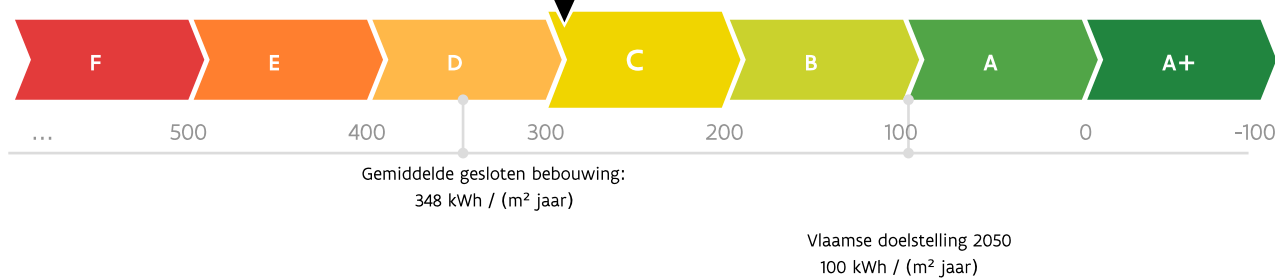 F E D C B A A+
... 500 400 300 200 100 0 -100
Gemiddelde gesloten bebouwing:
348 kWh / (m² jaar)
Vlaamse doelstelling 2050
100 kWh / (m² jaar)